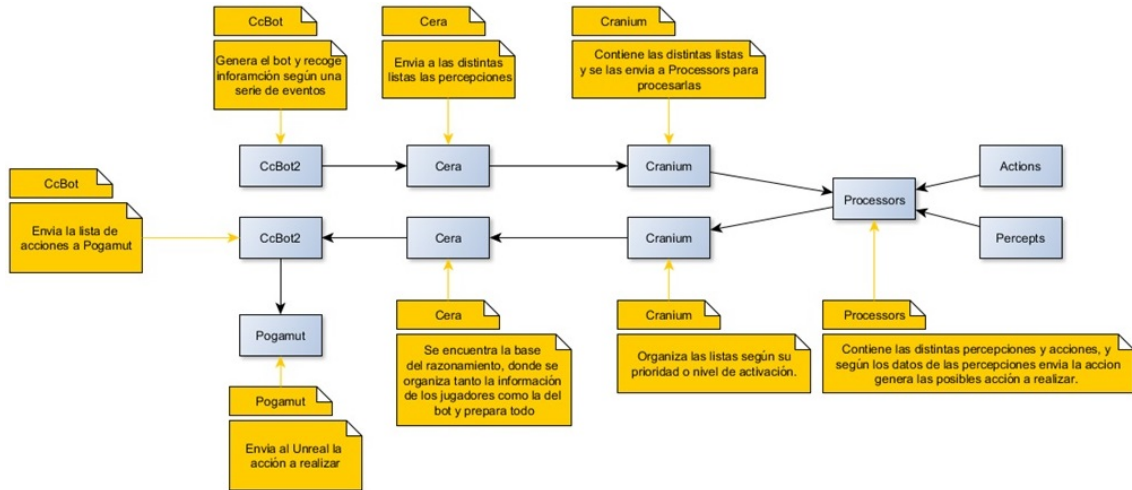 CcBot
Genera el bot y recoge
inforamción según una
serie de eventos
Cera
Envia a las distintas
listas las percepciones
Cranium
Contiene las distintas listas
y se las envia a Processors para
procesarlas
CcBot2
Cera
Cranium
Processors
Actions
Percepts
CcBot
Envia la lista de
acciones a Pogamut
CcBot2
Cera
Cranium
Pogamut
Pogamut
Envia al Unreal la
acción a realizar
Cera
Se encuentra la base
del razonamiento, donde se
organiza tanto la información
de los jugadores como la del
bot y prepara todo
Cranium
Organiza las listas según su
prioridad o nivel de activación.
Processors
Contiene las distintas percepciones y acciones, y
según los datos de las percepciones envia la accion
genera las posibles acción a realizar.